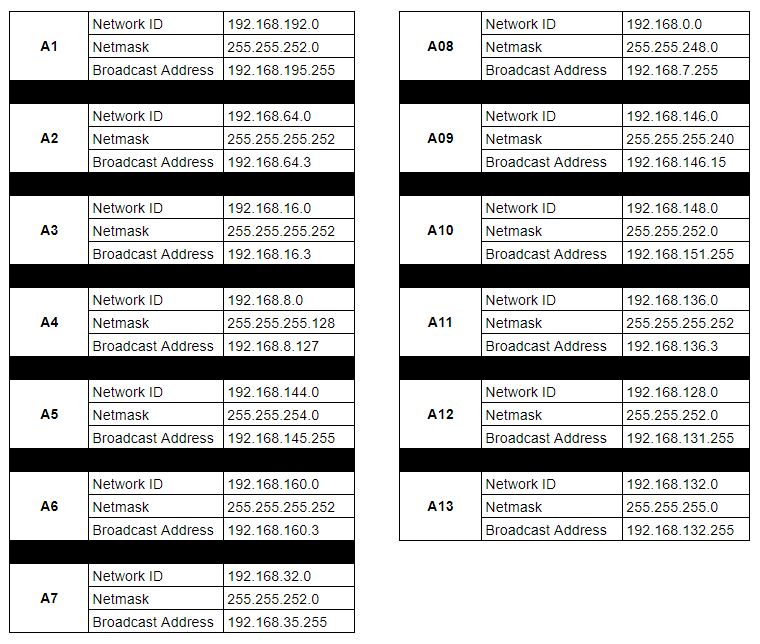 A1
Network ID 192.168.192.0
Netmask 255.255.252.0
Broadcast Address 192.168.195.255
A2
Network ID 192.168.64.0
Netmask 255.255.255.252
Broadcast Address 192.168.64.3
A3
Network ID 192.168.16.0
Netmask 255.255.255.252
Broadcast Address 192.168.16.3
A4
Network ID 192.168.8.0
Netmask 255.255.255.128
Broadcast Address 192.168.8.127
A5
Network ID 192.168.144.0
Netmask 255.255.254.0
Broadcast Address 192.168.145.255
A6
Network ID 192.168.160.0
Netmask 255.255.255.252
Broadcast Address 192.168.160.3
A7
Network ID 192.168.32.0
Netmask 255.255.252.0
Broadcast Address 192.168.35.255
A08
Network ID 192.168.0.0
Netmask 255.255.248.0
Broadcast Address 192.168.7.255
A09
Network ID 192.168.146.0
Netmask 255.255.255.240
Broadcast Address 192.168.146.15
A10
Network ID 192.168.148.0
Netmask 255.255.252.0
Broadcast Address 192.168.151.255
A11
Network ID 192.168.136.0
Netmask 255.255.255.252
Broadcast Address 192.168.136.3
A12
Network ID 192.168.128.0
Netmask 255.255.252.0
Broadcast Address 192.168.131.255
A13
Network ID 192.168.132.0
Netmask 255.255.255.0
Broadcast Address 192.168.132.255